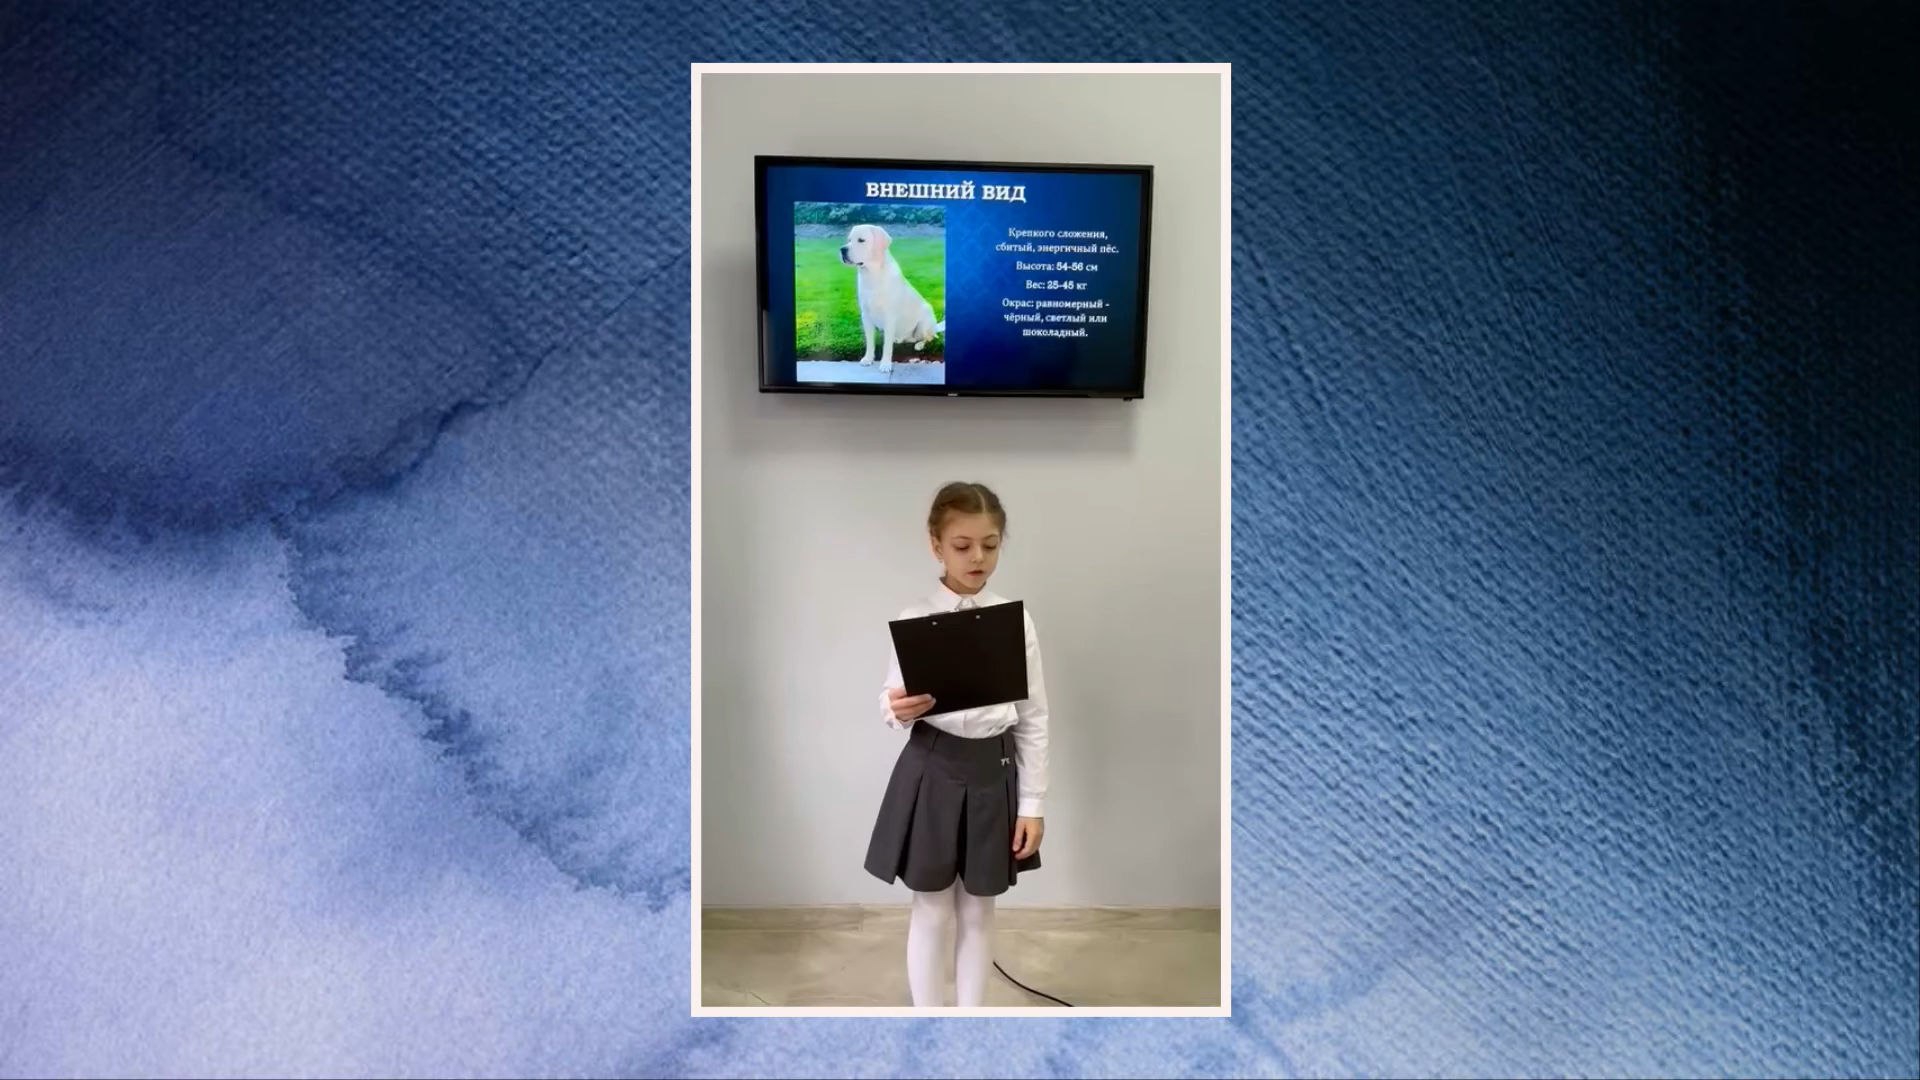 ВНЕШНИЙ ВИД
Крепкого сложения,
сбитый, энергичный пёс.
Высота: 54-56 см
Вес: 25-45 кг
Окрас: равномерный -
чёрный, светлый или
шоколадный.